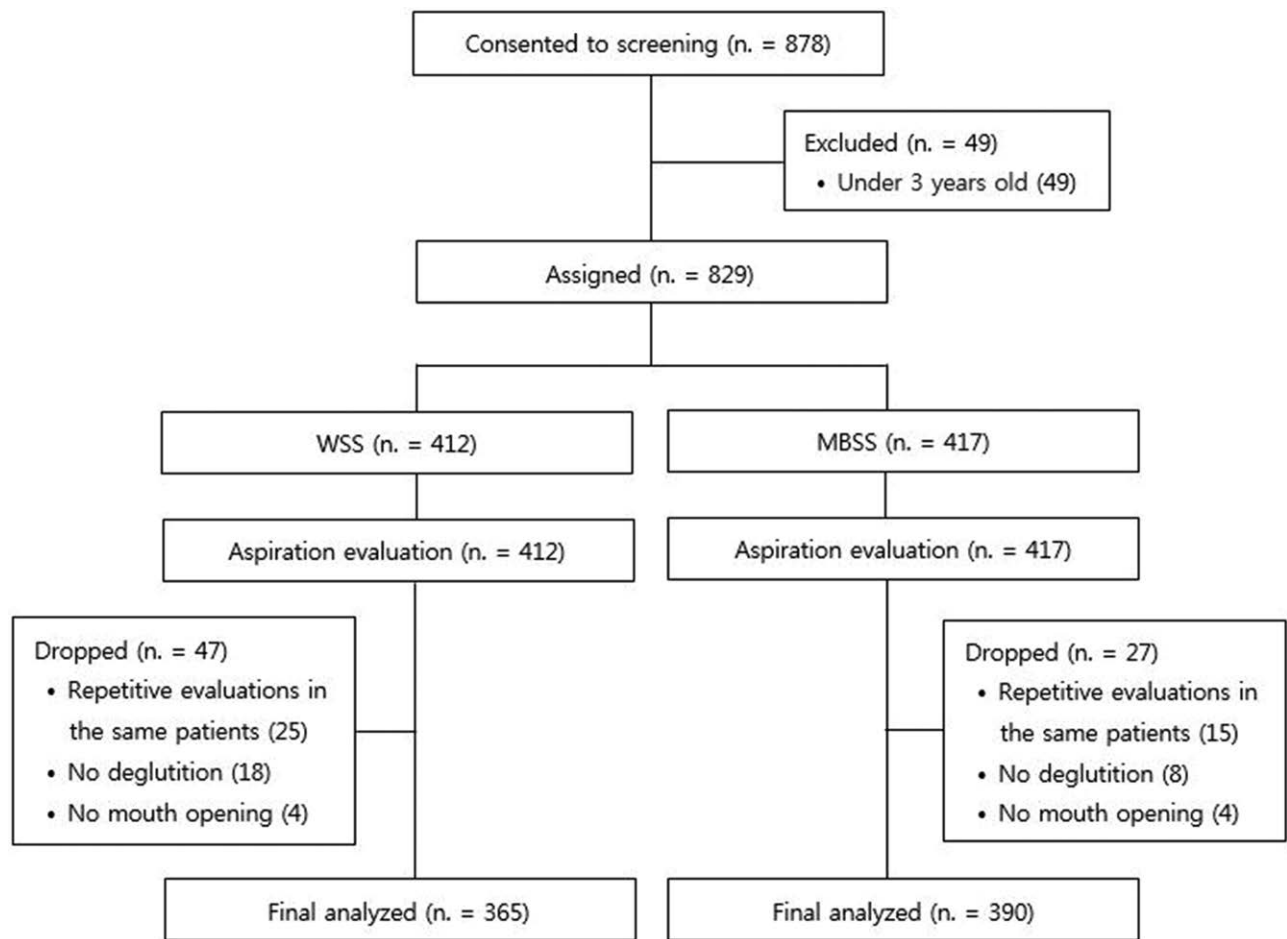 Consented to screening (n. = 878)
Excluded (n. = 49)
• Under 3 years old (49)
Assigned (n. = 829)
WSS (n. = 412)
MBSS (n. = 417)
Aspiration evaluation (n. = 412)
Aspiration evaluation (n. = 417)
Dropped (n. = 47)
• Repetitive evaluations in
the same patients (25)
• No deglutition (18)
• No mouth opening (4)
Dropped (n. = 27)
• Repetitive evaluations in
the same patients (15)
• No deglutition (8)
• No mouth opening (4)
Final analyzed (n. = 365)
Final analyzed (n. = 390)